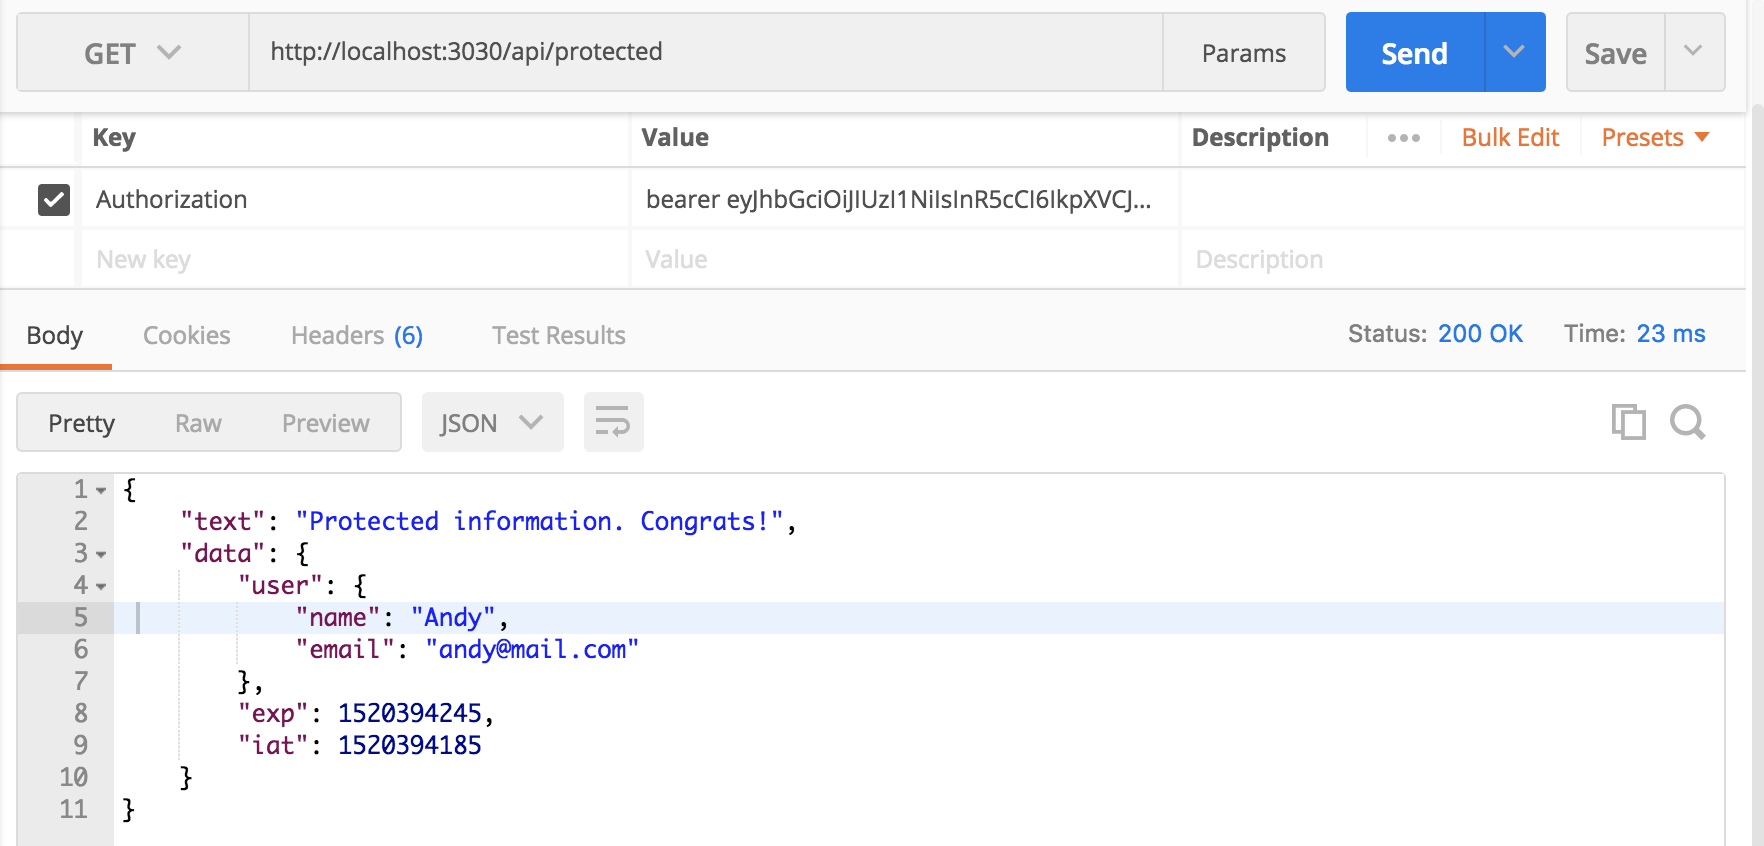 GET http://localhost:3030/api/protected Params Send Save
Key Value Description ••• Bulk Edit Presets
Authorization bearer eyJhbGciOiJIUzI1NiIsInR5cCI6IkpXVCJ...
New key Value Description
Body Cookies Headers (6) Test Results Status: 200 OK Time: 23 ms
Pretty Raw Preview JSON
1 {
2 "text": "Protected information. Congrats!",
3 "data": {
4 "user": {
5 "name": "Andy",
6 "email": "andy@mail.com"
7 },
8 "exp": 1520394245,
9 "iat": 1520394185
10 }
11 }